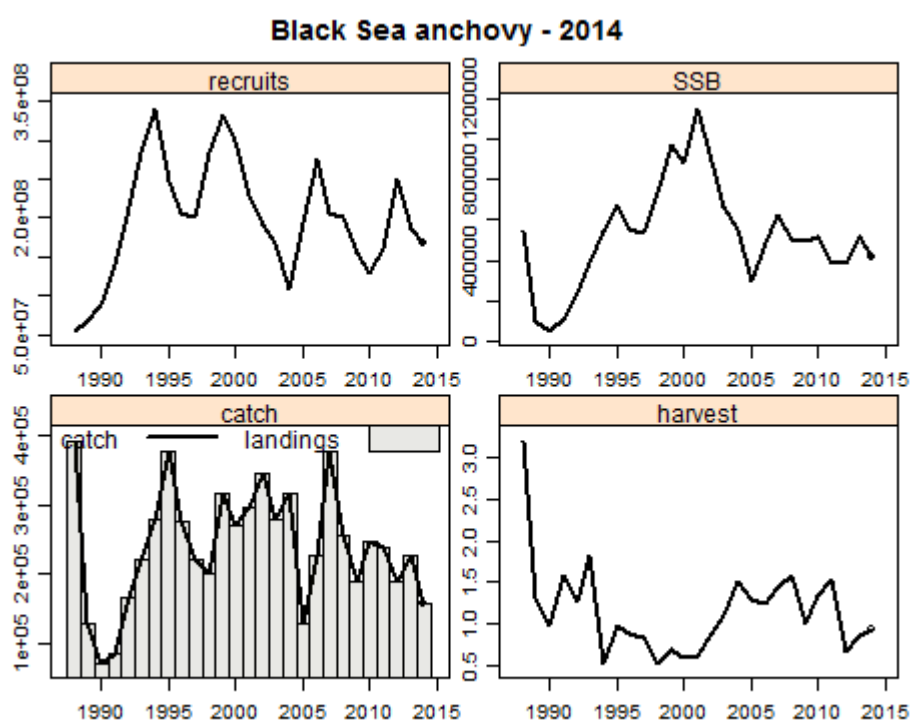 Black Sea anchovy - 2014
recruits
5.0e+07 2.0e+08 3.5e+08
1990 1995 2000 2005 2010 2015
SSB
0 400000 800000 1200000
1990 1995 2000 2005 2010 2015
catch
catch landings
1e+05 2e+05 3e+05 4e+05
1990 1995 2000 2005 2010 2015
harvest
0.5 1.0 1.5 2.0 2.5 3.0
1990 1995 2000 2005 2010 2015